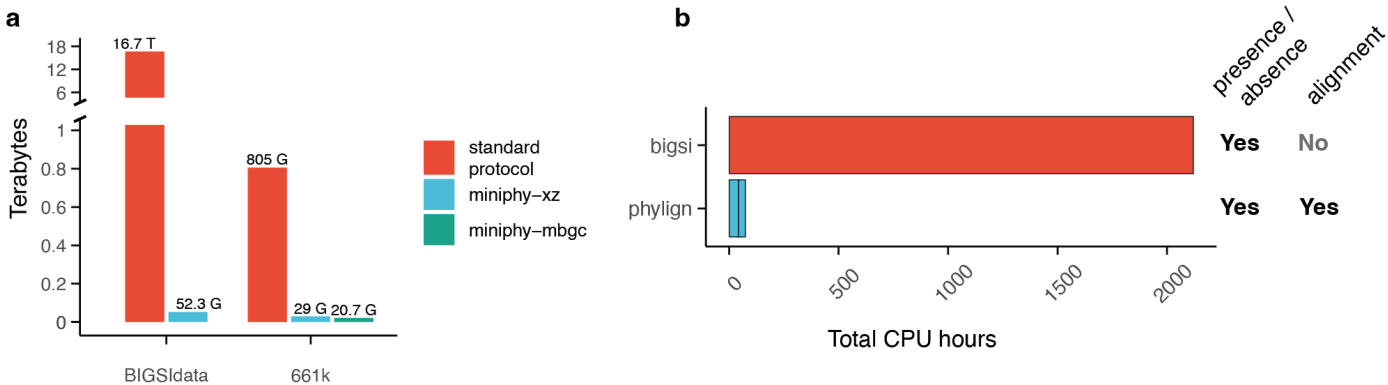 a
Terabytes
18
12
6
1
0.8
0.6
0.4
0.2
0
16.7 T
52.3 G
805 G
29 G
20.7 G
BIGSIdata
661k
standard
protocol
miniphy−xz
miniphy−mbgc
b
presence /
absence
alignment
bigsi
Yes
No
phylign
Yes
Yes
0
500
1000
1500
2000
Total CPU hours